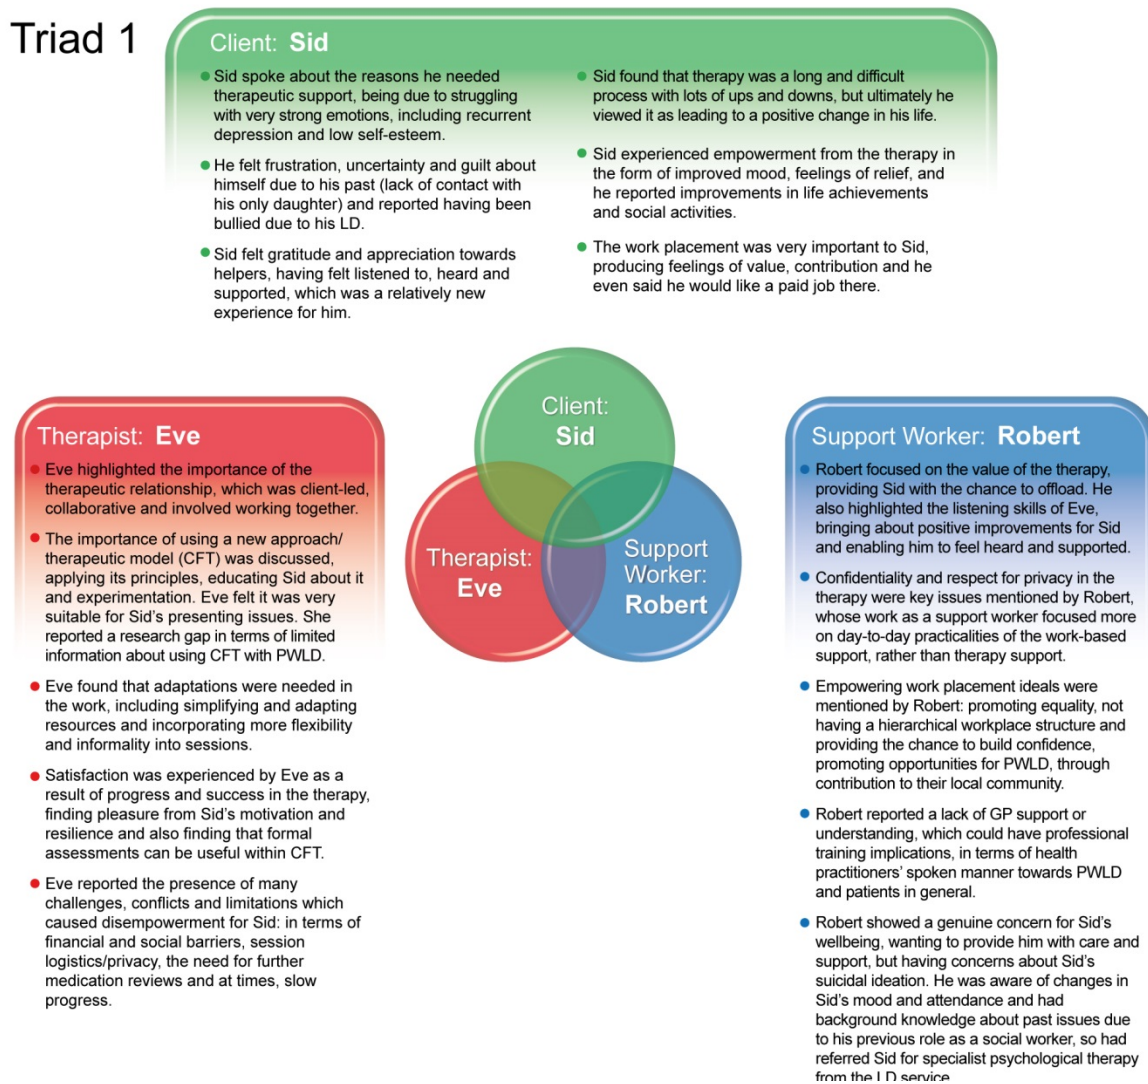 Triad 1
Client: Sid
● Sid spoke about the reasons he needed
therapeutic support, being due to struggling
with very strong emotions, including recurrent
depression and low self-esteem.
● He felt frustration, uncertainty and guilt about
himself due to his past (lack of contact with
his only daughter) and reported having been
bullied due to his LD.
● Sid felt gratitude and appreciation towards
helpers, having felt listened to, heard and
supported, which was a relatively new
experience for him.
● Sid found that therapy was a long and difficult
process with lots of ups and downs, but ultimately he
viewed it as leading to a positive change in his life.
● Sid experienced empowerment from the therapy in
the form of improved mood, feelings of relief, and
he reported improvements in life achievements
and social activities.
● The work placement was very important to Sid,
producing feelings of value, contribution and he
even said he would like a paid job there.
Client:
Sid
Therapist:
Eve
Support
Worker:
Robert
Therapist: Eve
● Eve highlighted the importance of the
therapeutic relationship, which was client-led,
collaborative and involved working together.
● The importance of using a new approach/
therapeutic model (CFT) was discussed,
applying its principles, educating Sid about it
and experimentation. Eve felt it was very
suitable for Sid's presenting issues. She
reported a research gap in terms of limited
information about using CFT with PWLD.
● Eve found that adaptations were needed in
the work, including simplifying and adapting
resources and incorporating more flexibility
and informality into sessions.
● Satisfaction was experienced by Eve as a
result of progress and success in the therapy,
finding pleasure from Sid's motivation and
resilience and also finding that formal
assessments can be useful within CFT.
● Eve reported the presence of many
challenges, conflicts and limitations which
caused disempowerment for Sid: in terms of
financial and social barriers, session
logistics/privacy, the need for further
medication reviews and at times, slow
progress.
Support Worker: Robert
● Robert focused on the value of the therapy,
providing Sid with the chance to offload. He
also highlighted the listening skills of Eve,
bringing about positive improvements for Sid
and enabling him to feel heard and supported.
● Confidentiality and respect for privacy in the
therapy were key issues mentioned by Robert,
whose work as a support worker focused more
on day-to-day practicalities of the work-based
support, rather than therapy support.
● Empowering work placement ideals were
mentioned by Robert: promoting equality, not
having a hierarchical workplace structure and
providing the chance to build confidence,
promoting opportunities for PWLD, through
contribution to their local community.
● Robert reported a lack of GP support or
understanding, which could have professional
training implications, in terms of health
practitioners' spoken manner towards PWLD
and patients in general.
● Robert showed a genuine concern for Sid's
wellbeing, wanting to provide him with care and
support, but having concerns about Sid's
suicidal ideation. He was aware of changes in
Sid's mood and attendance and had
background knowledge about past issues due
to his previous role as a social worker, so had
referred Sid for specialist psychological therapy
from the LD service